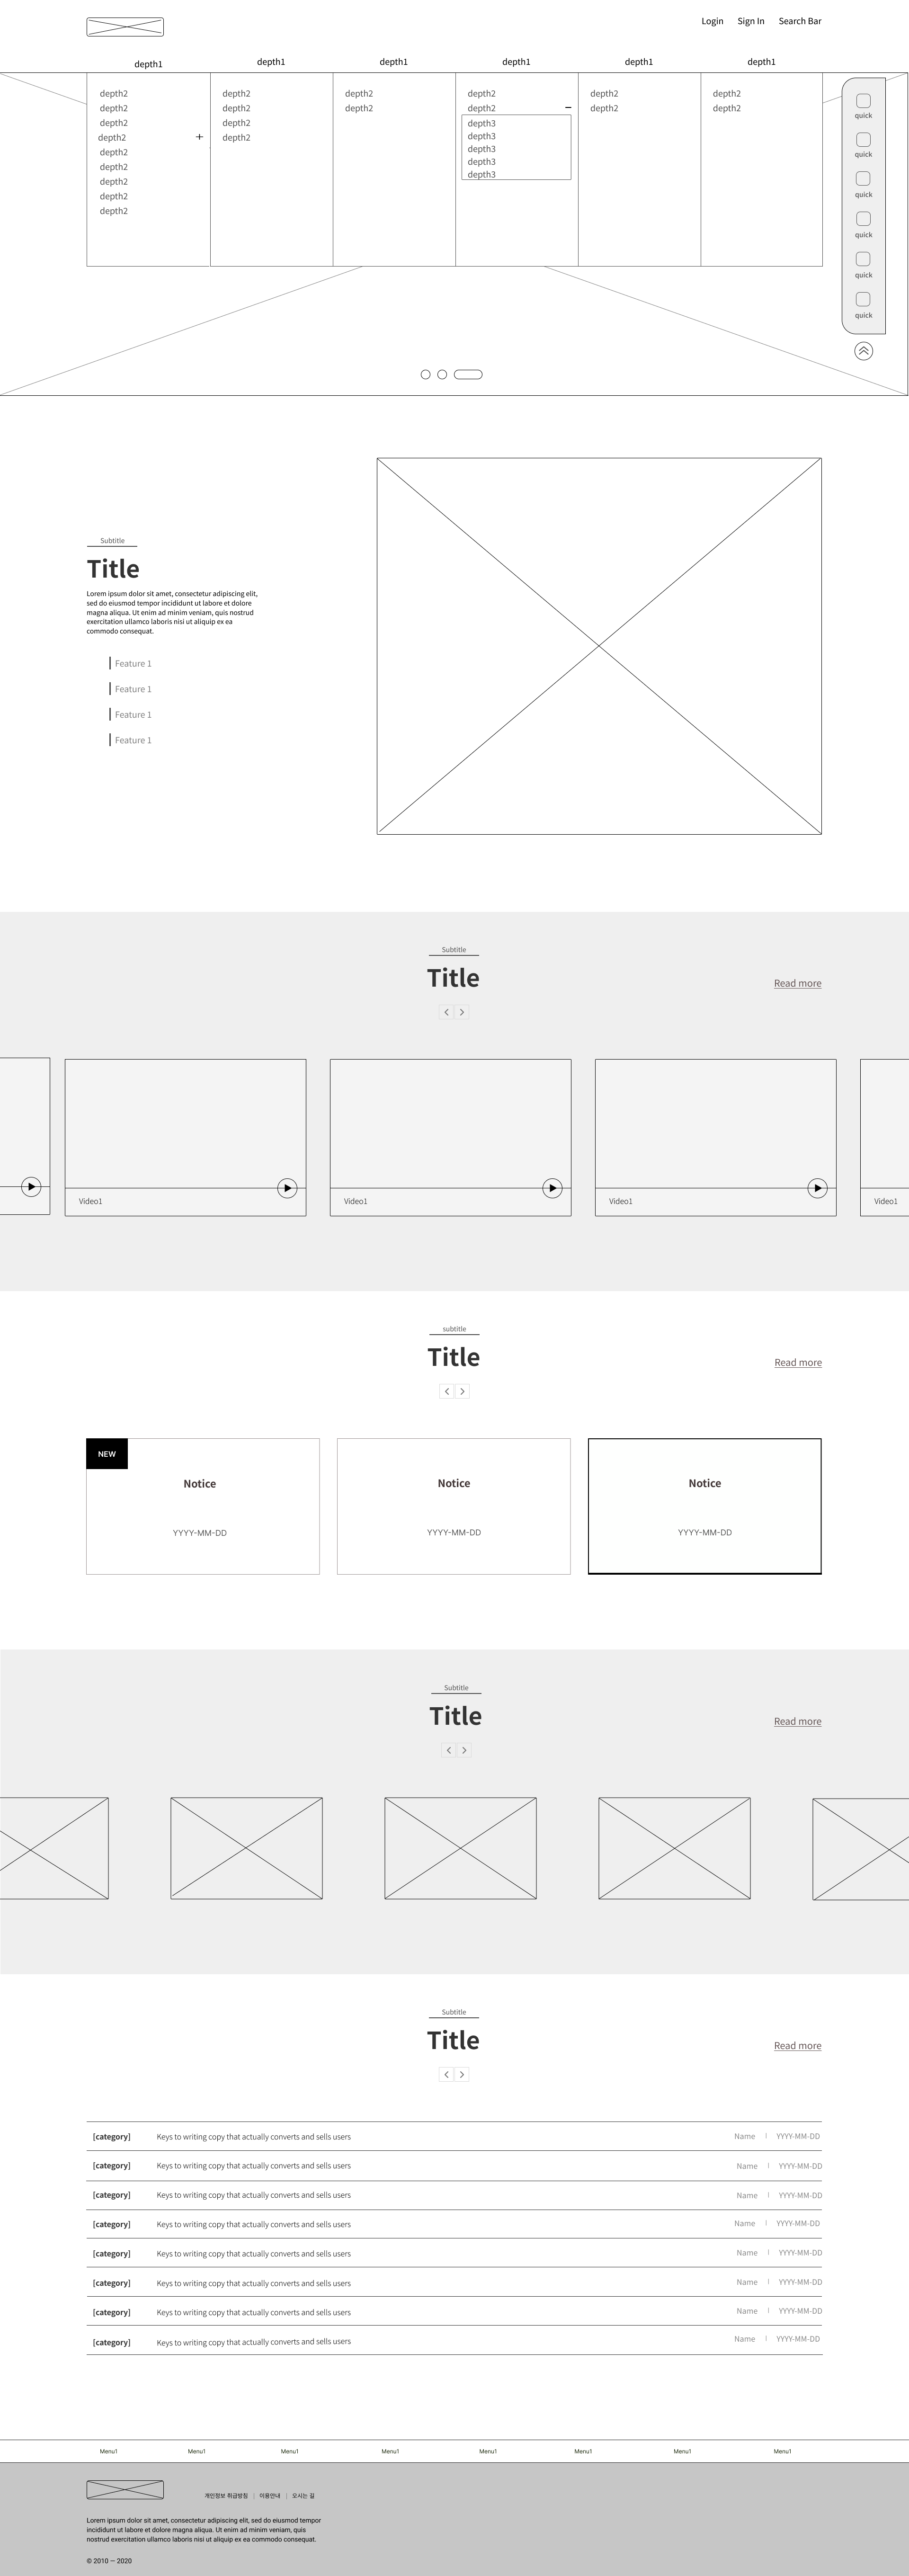 Login Sign In Search Bar
depth1 depth1 depth1 depth1 depth1 depth1
depth2
depth2
depth2
depth2 +
depth2
depth2
depth2
depth2
depth2
depth2
depth2
depth2
depth2
depth2
depth2
depth2
depth2 −
depth3
depth3
depth3
depth3
depth3
depth2
depth2
depth2
depth2
quick
quick
quick
quick
quick
quick
Subtitle
Title
Lorem ipsum dolor sit amet, consectetur adipiscing elit,
sed do eiusmod tempor incididunt ut labore et dolore
magna aliqua. Ut enim ad minim veniam, quis nostrud
exercitation ullamco laboris nisi ut aliquip ex ea
commodo consequat.
Feature 1
Feature 1
Feature 1
Feature 1
Subtitle
Title
Read more
Video1 Video1 Video1 Video1
subtitle
Title
Read more
NEW
Notice
YYYY-MM-DD
Notice
YYYY-MM-DD
Notice
YYYY-MM-DD
Subtitle
Title
Read more
Subtitle
Title
Read more
[category] Keys to writing copy that actually converts and sells users Name | YYYY-MM-DD
[category] Keys to writing copy that actually converts and sells users Name | YYYY-MM-DD
[category] Keys to writing copy that actually converts and sells users Name | YYYY-MM-DD
[category] Keys to writing copy that actually converts and sells users Name | YYYY-MM-DD
[category] Keys to writing copy that actually converts and sells users Name | YYYY-MM-DD
[category] Keys to writing copy that actually converts and sells users Name | YYYY-MM-DD
[category] Keys to writing copy that actually converts and sells users Name | YYYY-MM-DD
[category] Keys to writing copy that actually converts and sells users Name | YYYY-MM-DD
Menu1 Menu1 Menu1 Menu1 Menu1 Menu1 Menu1 Menu1
개인정보 취급방침 | 이용안내 | 오시는 길
Lorem ipsum dolor sit amet, consectetur adipiscing elit, sed do eiusmod tempor
incididunt ut labore et dolore magna aliqua. Ut enim ad minim veniam, quis
nostrud exercitation ullamco laboris nisi ut aliquip ex ea commodo consequat.
© 2010 — 2020